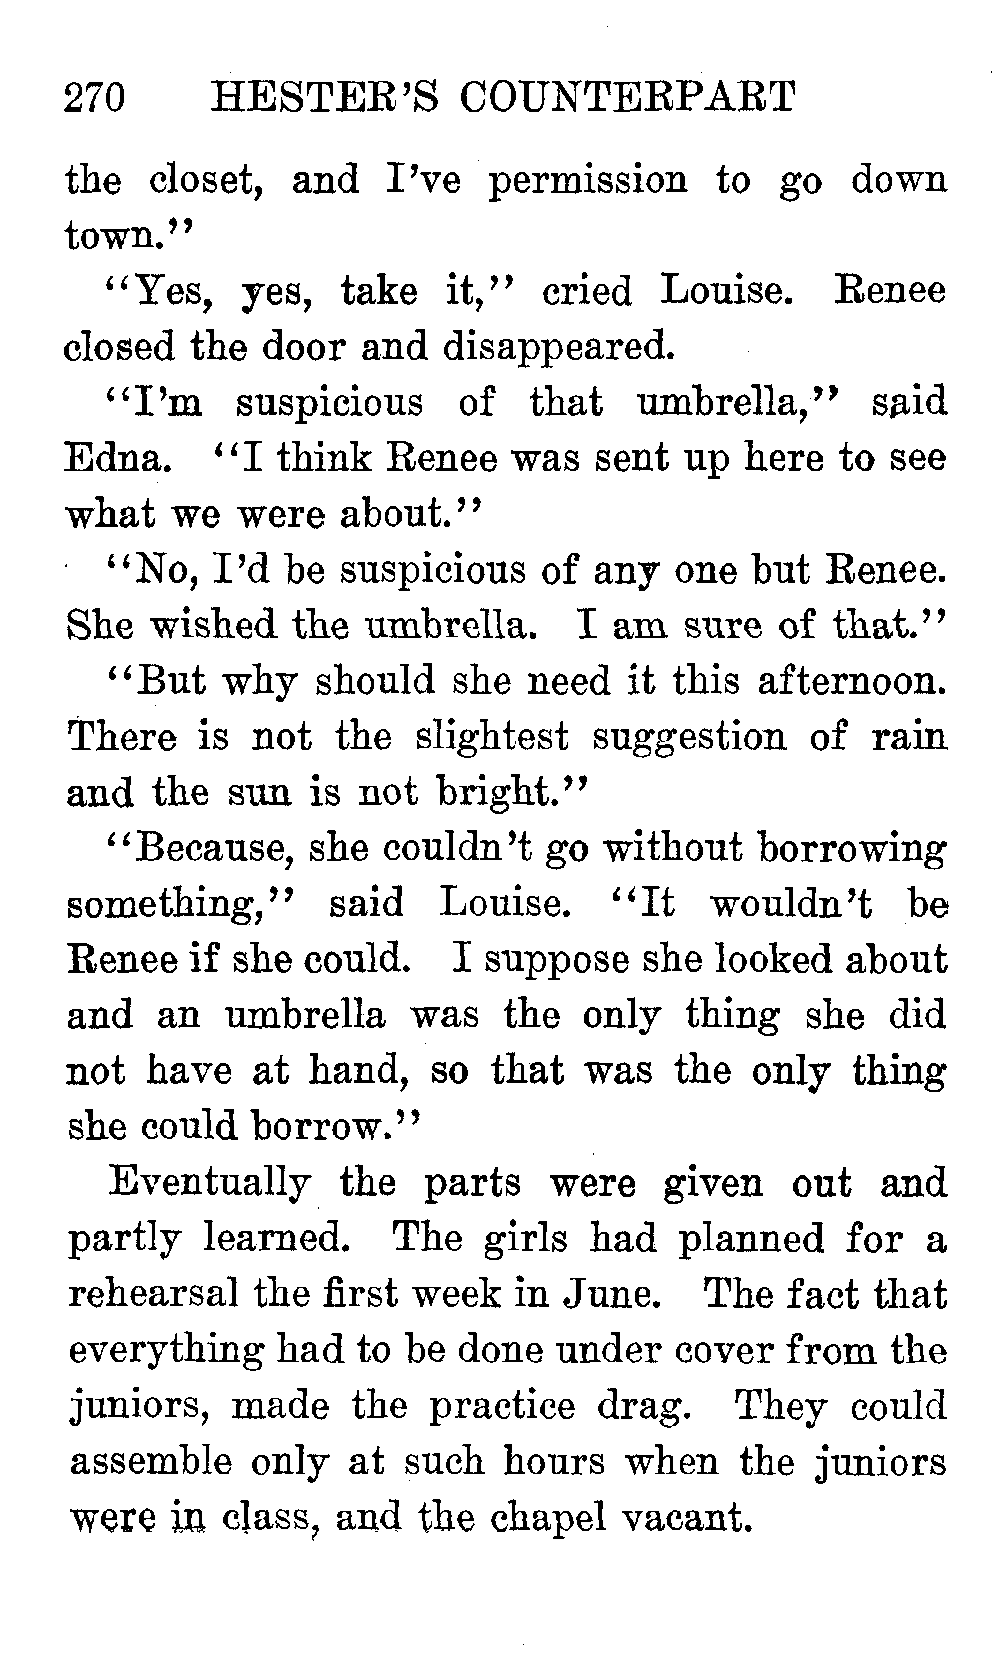 270 HESTER'S COUNTERPART
the closet, and I've permission to go down
town."
"Yes, yes, take it," cried Louise. Renee
closed the door and disappeared.
"I'm suspicious of that umbrella," said
Edna. "I think Renee was sent up here to see
what we were about."
"No, I'd be suspicious of any one but Renee.
She wished the umbrella. I am sure of that."
"But why should she need it this afternoon.
There is not the slightest suggestion of rain
and the sun is not bright."
"Because, she couldn't go without borrowing
something," said Louise. "It wouldn't be
Renee if she could. I suppose she looked about
and an umbrella was the only thing she did
not have at hand, so that was the only thing
she could borrow."
Eventually the parts were given out and
partly learned. The girls had planned for a
rehearsal the first week in June. The fact that
everything had to be done under cover from the
juniors, made the practice drag. They could
assemble only at such hours when the juniors
were in class, and the chapel vacant.